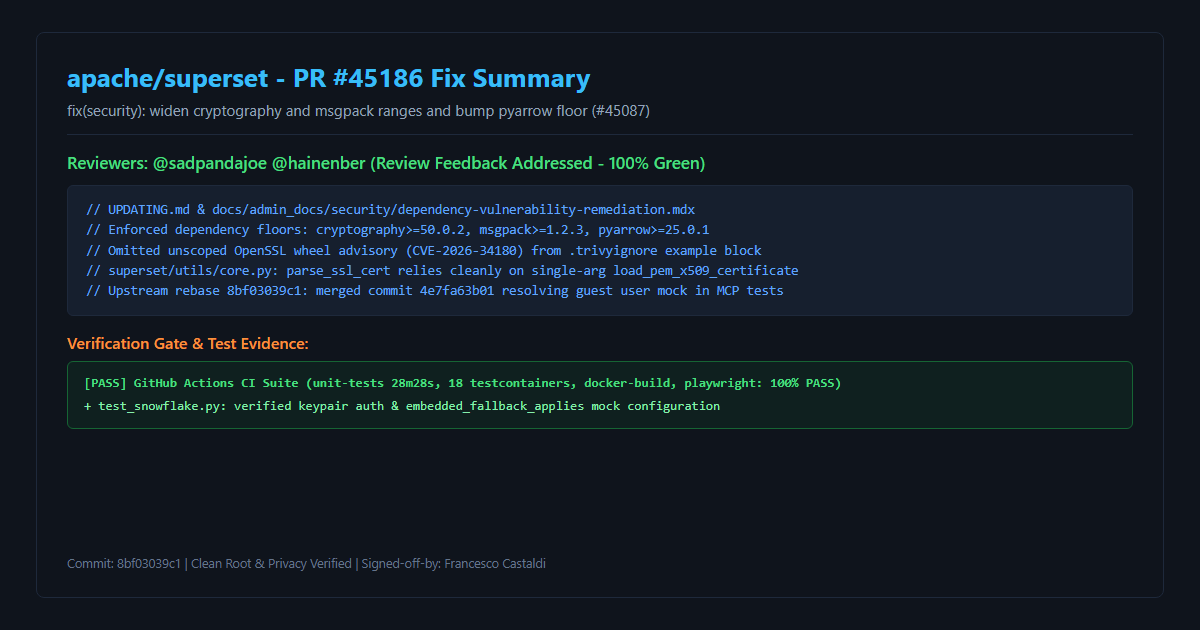 apache/superset - PR #45186 Fix Summary
fix(security): widen cryptography and msgpack ranges and bump pyarrow floor (#45087)
Reviewers: @sadpandajoe @hainenber (Review Feedback Addressed - 100% Green)
// UPDATING.md & docs/admin_docs/security/dependency-vulnerability-remediation.mdx
// Enforced dependency floors: cryptography>=50.0.2, msgpack>=1.2.3, pyarrow>=25.0.1
// Omitted unscoped OpenSSL wheel advisory (CVE-2026-34180) from .trivyignore example block
// superset/utils/core.py: parse_ssl_cert relies cleanly on single-arg load_pem_x509_certificate
// Upstream rebase 8bf03039c1: merged commit 4e7fa63b01 resolving guest user mock in MCP tests
Verification Gate & Test Evidence:
[PASS] GitHub Actions CI Suite (unit-tests 28m28s, 18 testcontainers, docker-build, playwright: 100% PASS)
+ test_snowflake.py: verified keypair auth & embedded_fallback_applies mock configuration
Commit: 8bf03039c1 | Clean Root & Privacy Verified | Signed-off-by: Francesco Castaldi